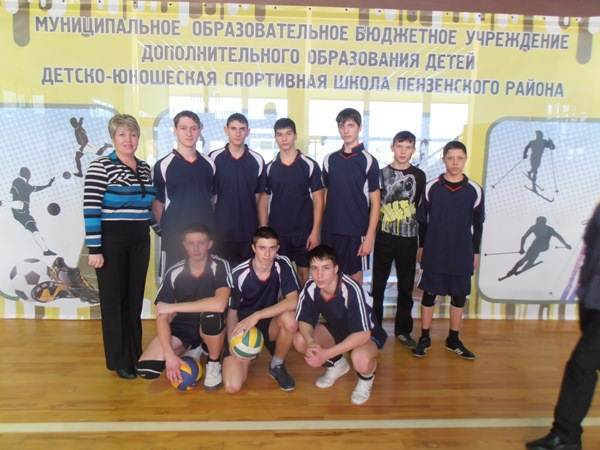 МУНИЦИПАЛЬНОЕ ОБРАЗОВАТЕЛЬНОЕ БЮДЖЕТНОЕ УЧРЕЖДЕНИЕ
ДОПОЛНИТЕЛЬНОГО ОБРАЗОВАНИЯ ДЕТЕЙ
ДЕТСКО-ЮНОШЕСКАЯ СПОРТИВНАЯ ШКОЛА ПЕНЗЕНСКОГО РАЙОНА